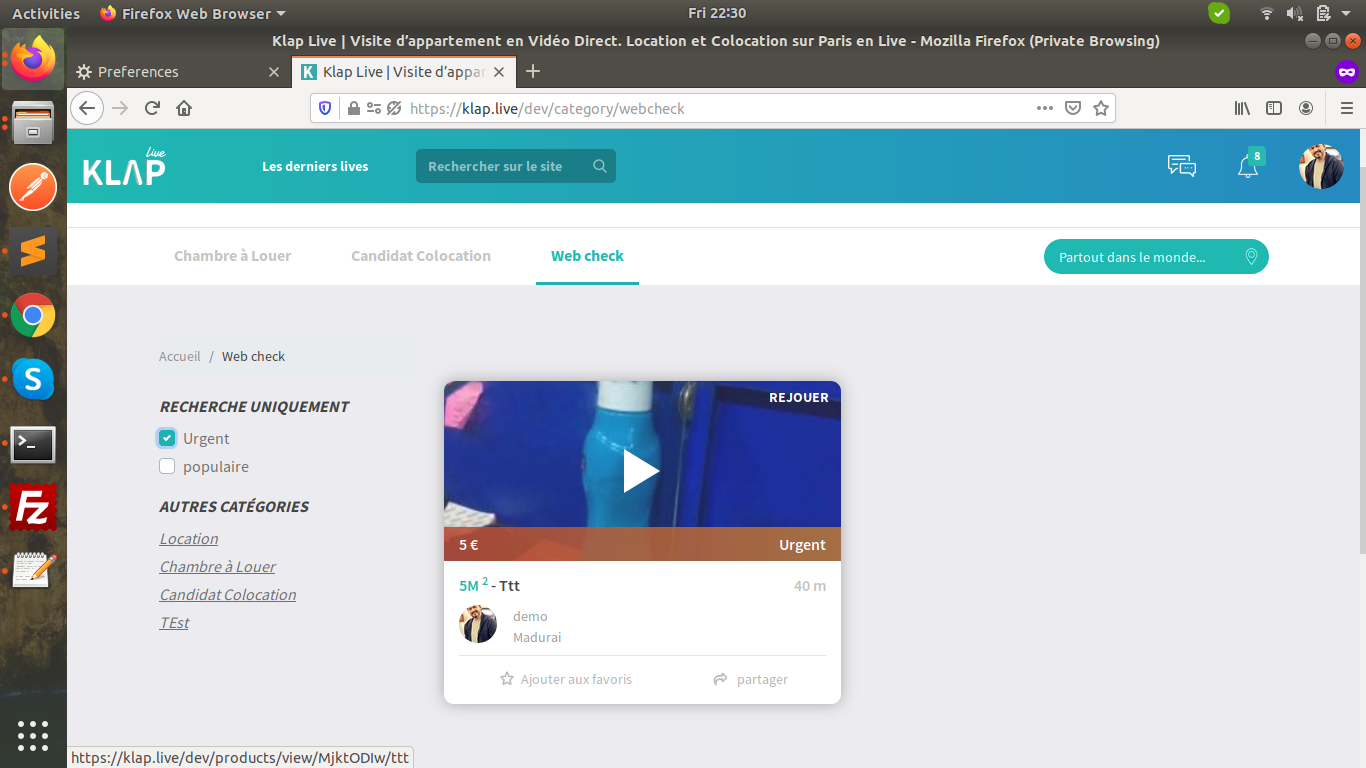 Activities
Firefox Web Browser
Fri 22:30
Klap Live | Visite d’appartement en Vidéo Direct. Location et Colocation sur Paris en Live - Mozilla Firefox (Private Browsing)
Preferences
Klap Live | Visite d’appar
https://klap.live/dev/category/webcheck
live
KLAP
Les derniers lives
Rechercher sur le site
8
Chambre à Louer
Candidat Colocation
Web check
Partout dans le monde...
Accueil / Web check
RECHERCHE UNIQUEMENT
Urgent
populaire
AUTRES CATÉGORIES
Location
Chambre à Louer
Candidat Colocation
TEst
REJOUER
5 €
Urgent
5M 2 - Ttt
40 m
demo
Madurai
Ajouter aux favoris
partager
https://klap.live/dev/products/view/MjktODIw/ttt